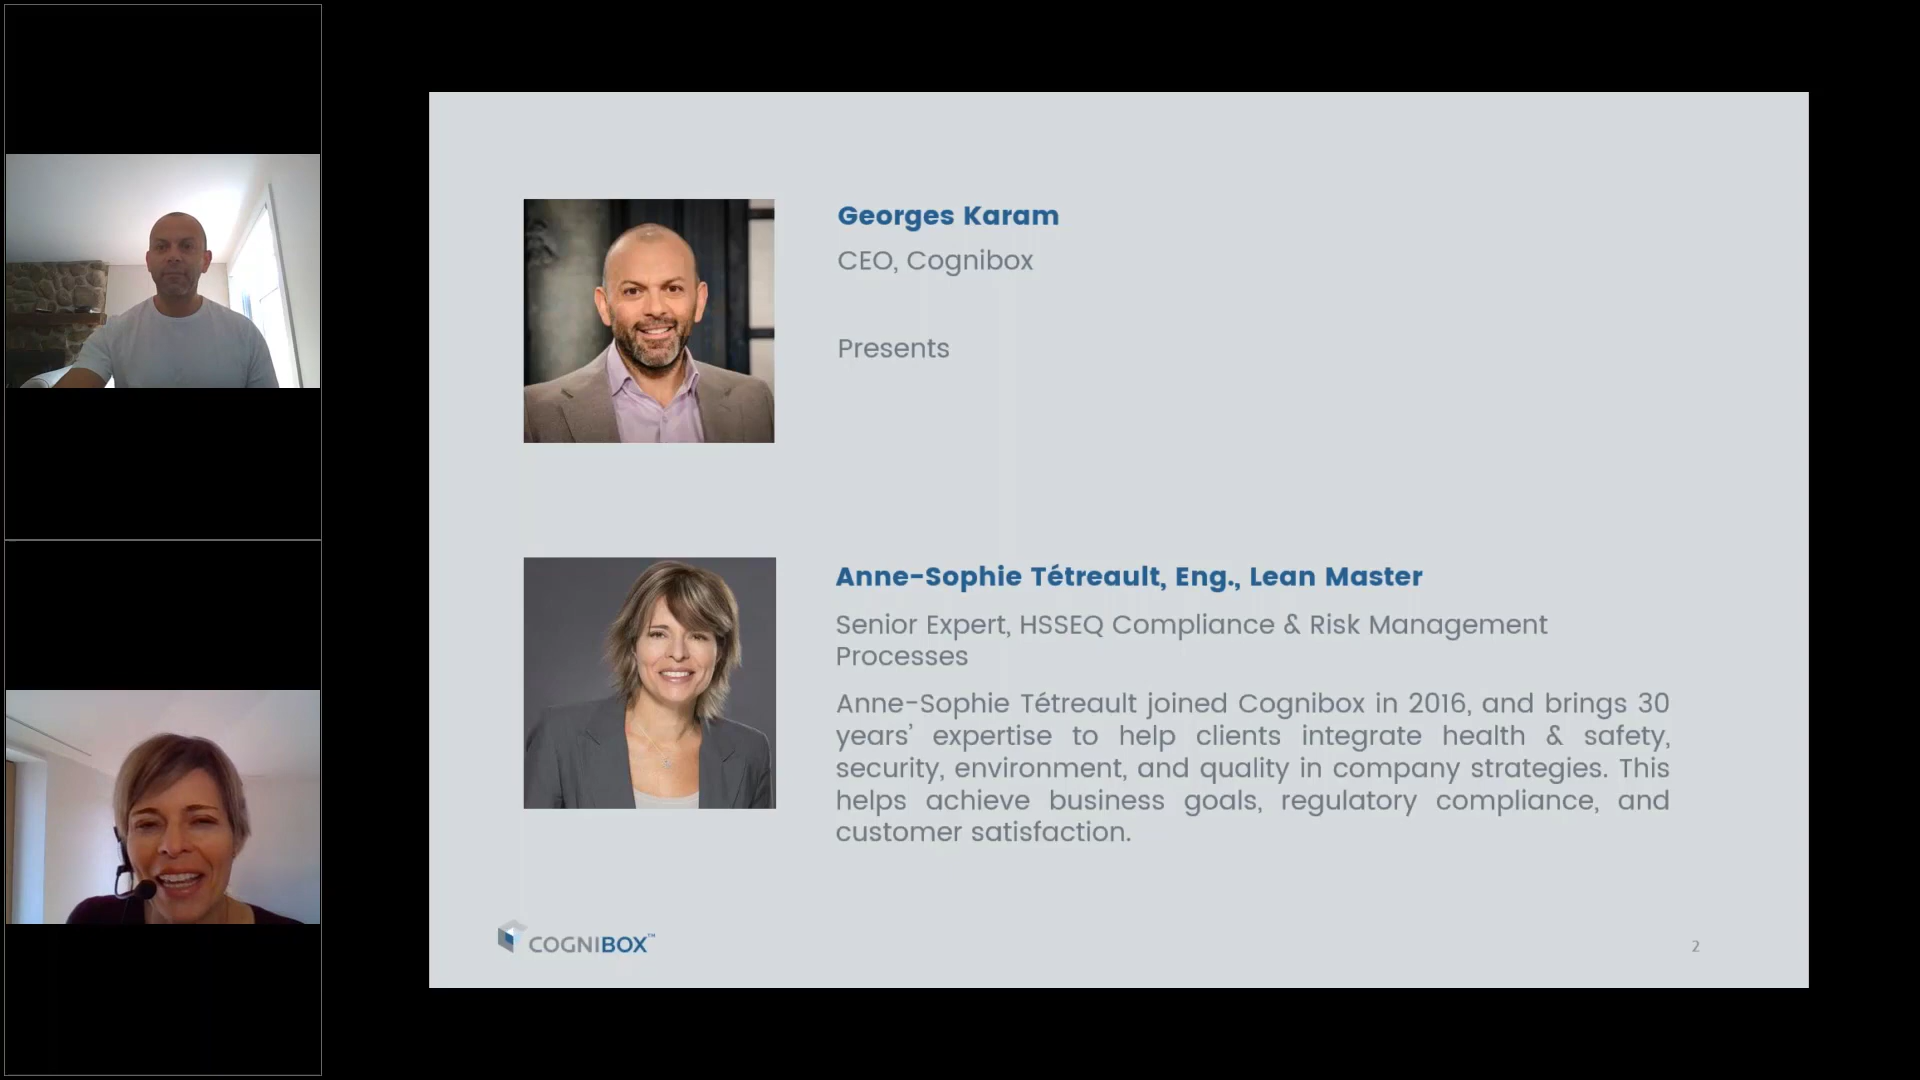 Georges Karam
CEO, Cognibox
Presents
Anne-Sophie Tétreault, Eng., Lean Master
Senior Expert, HSSEQ Compliance & Risk Management
Processes
Anne-Sophie Tétreault joined Cognibox in 2016, and brings 30
years’ expertise to help clients integrate health & safety,
security, environment, and quality in company strategies. This
helps achieve business goals, regulatory compliance, and
customer satisfaction.
COGNIBOX™
2